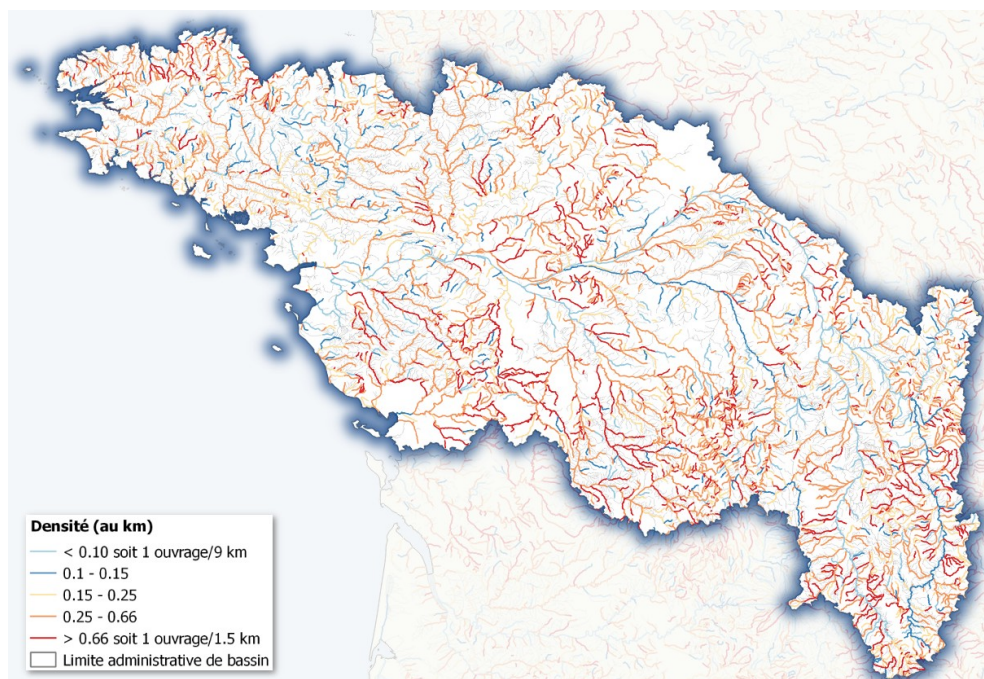 Densité (au km)
< 0.10 soit 1 ouvrage/9 km
0.1 - 0.15
0.15 - 0.25
0.25 - 0.66
> 0.66 soit 1 ouvrage/1.5 km
Limite administrative de bassin